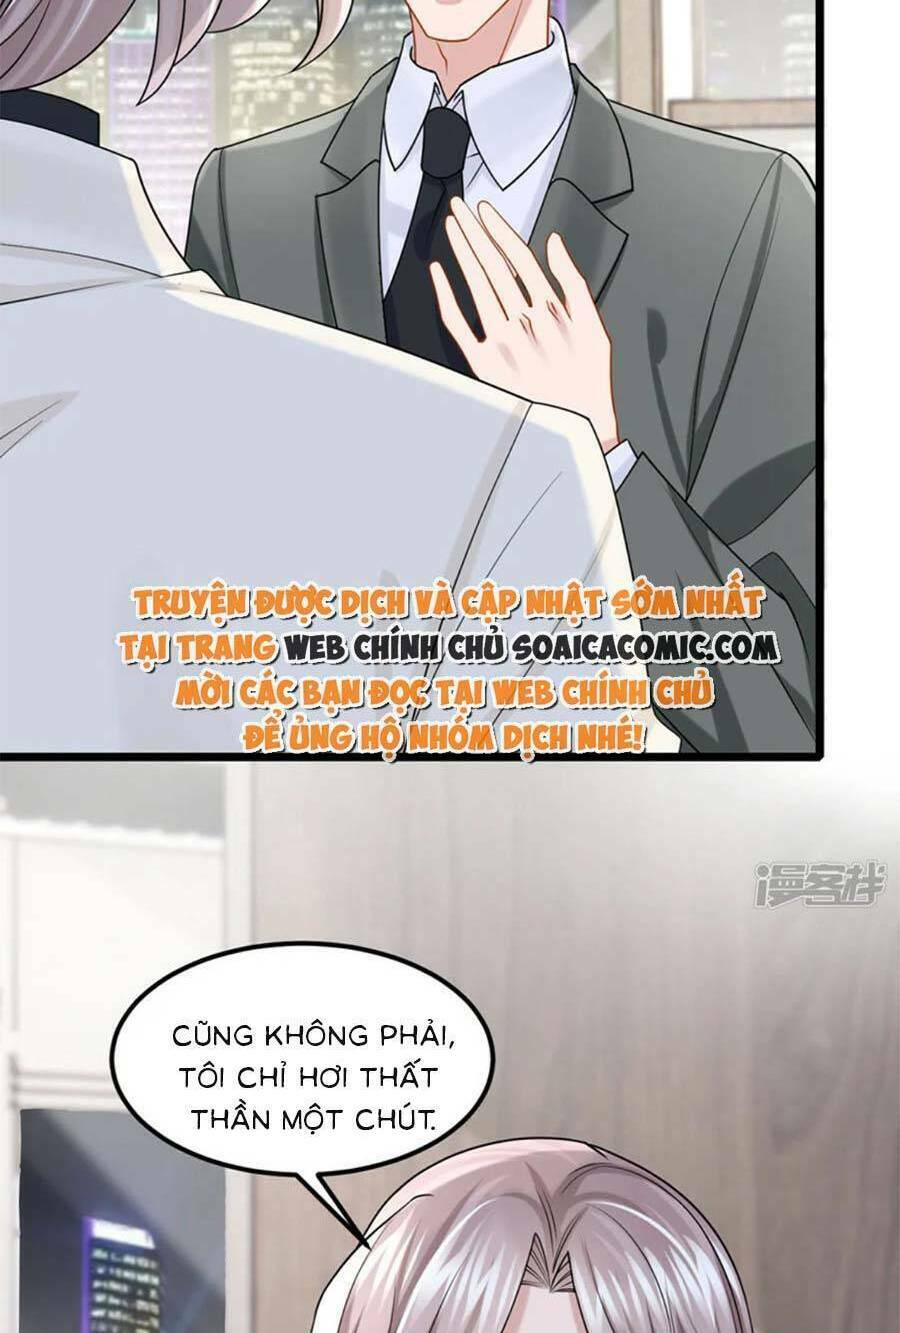 TRUYỆN ĐƯỢC DỊCH VÀ CẬP NHẬT SỚM NHẤT
TẠI TRANG WEB CHÍNH CHỦ SOAICACOMIC.COM
MỜI CÁC BẠN ĐỌC TẠI WEB CHÍNH CHỦ
ĐỂ ỦNG HỘ NHÓM DỊCH NHÉ!
漫客栈
CŨNG KHÔNG PHẢI,
TÔI CHỈ HƠI THẤT
THẦN MỘT CHÚT.